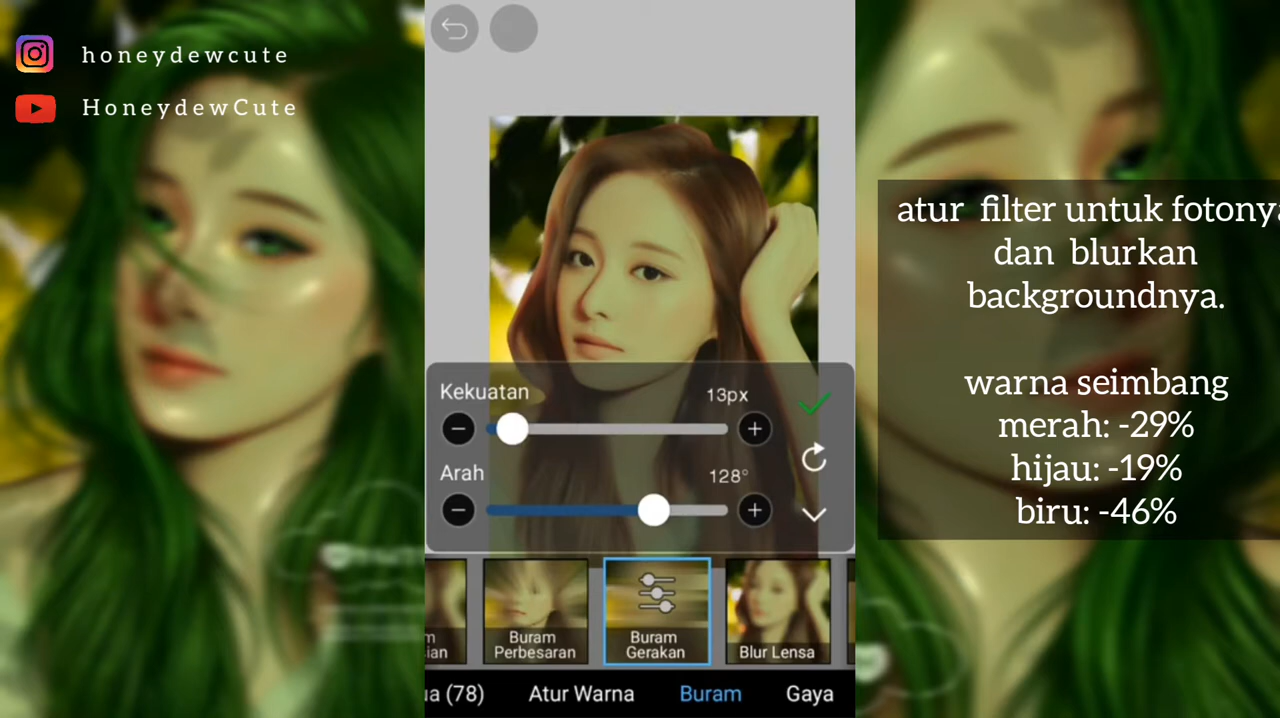 honeydewcute
HoneydewCute
Kekuatan
13px
Arah
128°
Buram
Perbesaran
Buram
Gerakan
Blur Lensa
(78)
Atur Warna
Buram
Gaya
atur filter untuk fotonya
dan blurkan
backgroundnya.
warna seimbang
merah: -29%
hijau: -19%
biru: -46%